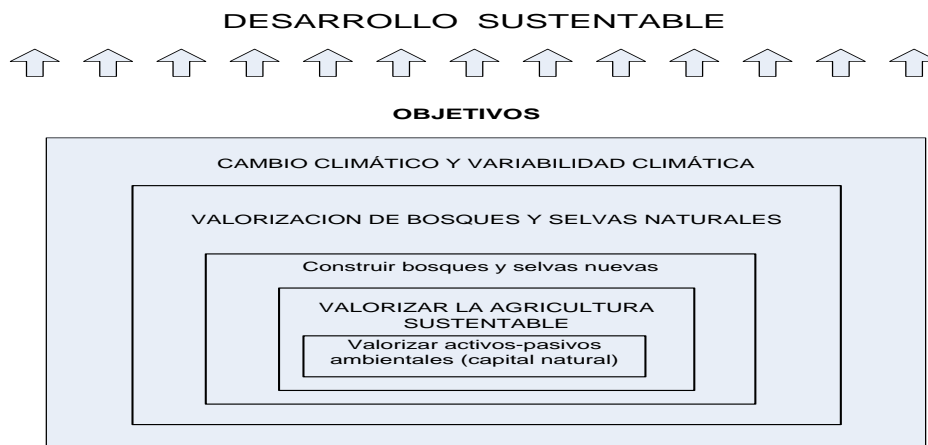 DESARROLLO SUSTENTABLE
OBJETIVOS
CAMBIO CLIMÁTICO Y VARIABILIDAD CLIMÁTICA
VALORIZACION DE BOSQUES Y SELVAS NATURALES
Construir bosques y selvas nuevas
VALORIZAR LA AGRICULTURA
SUSTENTABLE
Valorizar activos-pasivos
ambientales (capital natural)